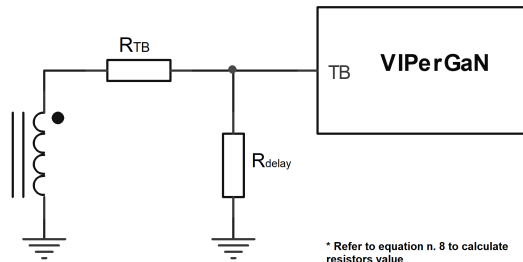 RTB
TB
VIPerGaN
Rdelay
* Refer to equation n. 8 to calculate
resistors value